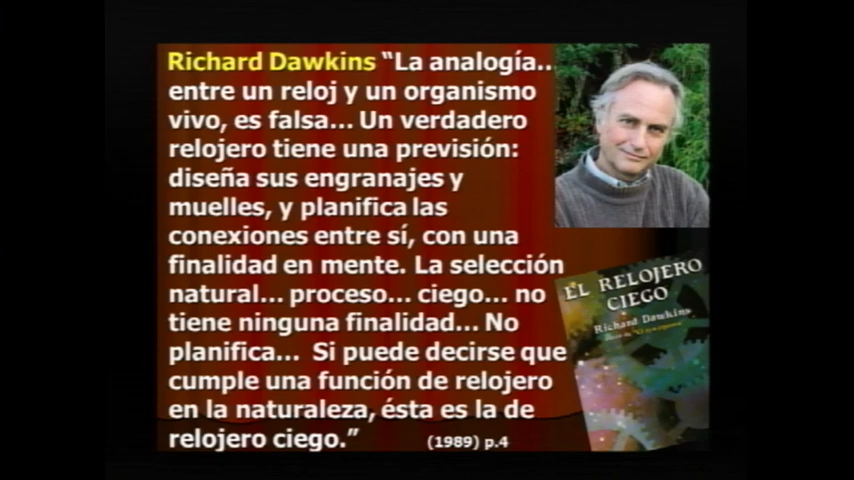 Richard Dawkins “La analogía..
entre un reloj y un organismo
vivo, es falsa... Un verdadero
relojero tiene una previsión:
diseña sus engranajes y
muelles, y planifica las
conexiones entre sí, con una
finalidad en mente. La selección
natural... proceso... ciego... no
tiene ninguna finalidad... No
planifica... Si puede decirse que
cumple una función de relojero
en la naturaleza, ésta es la de
relojero ciego.” (1989) p.4
EL RELOJERO
CIEGO
Richard Dawkins